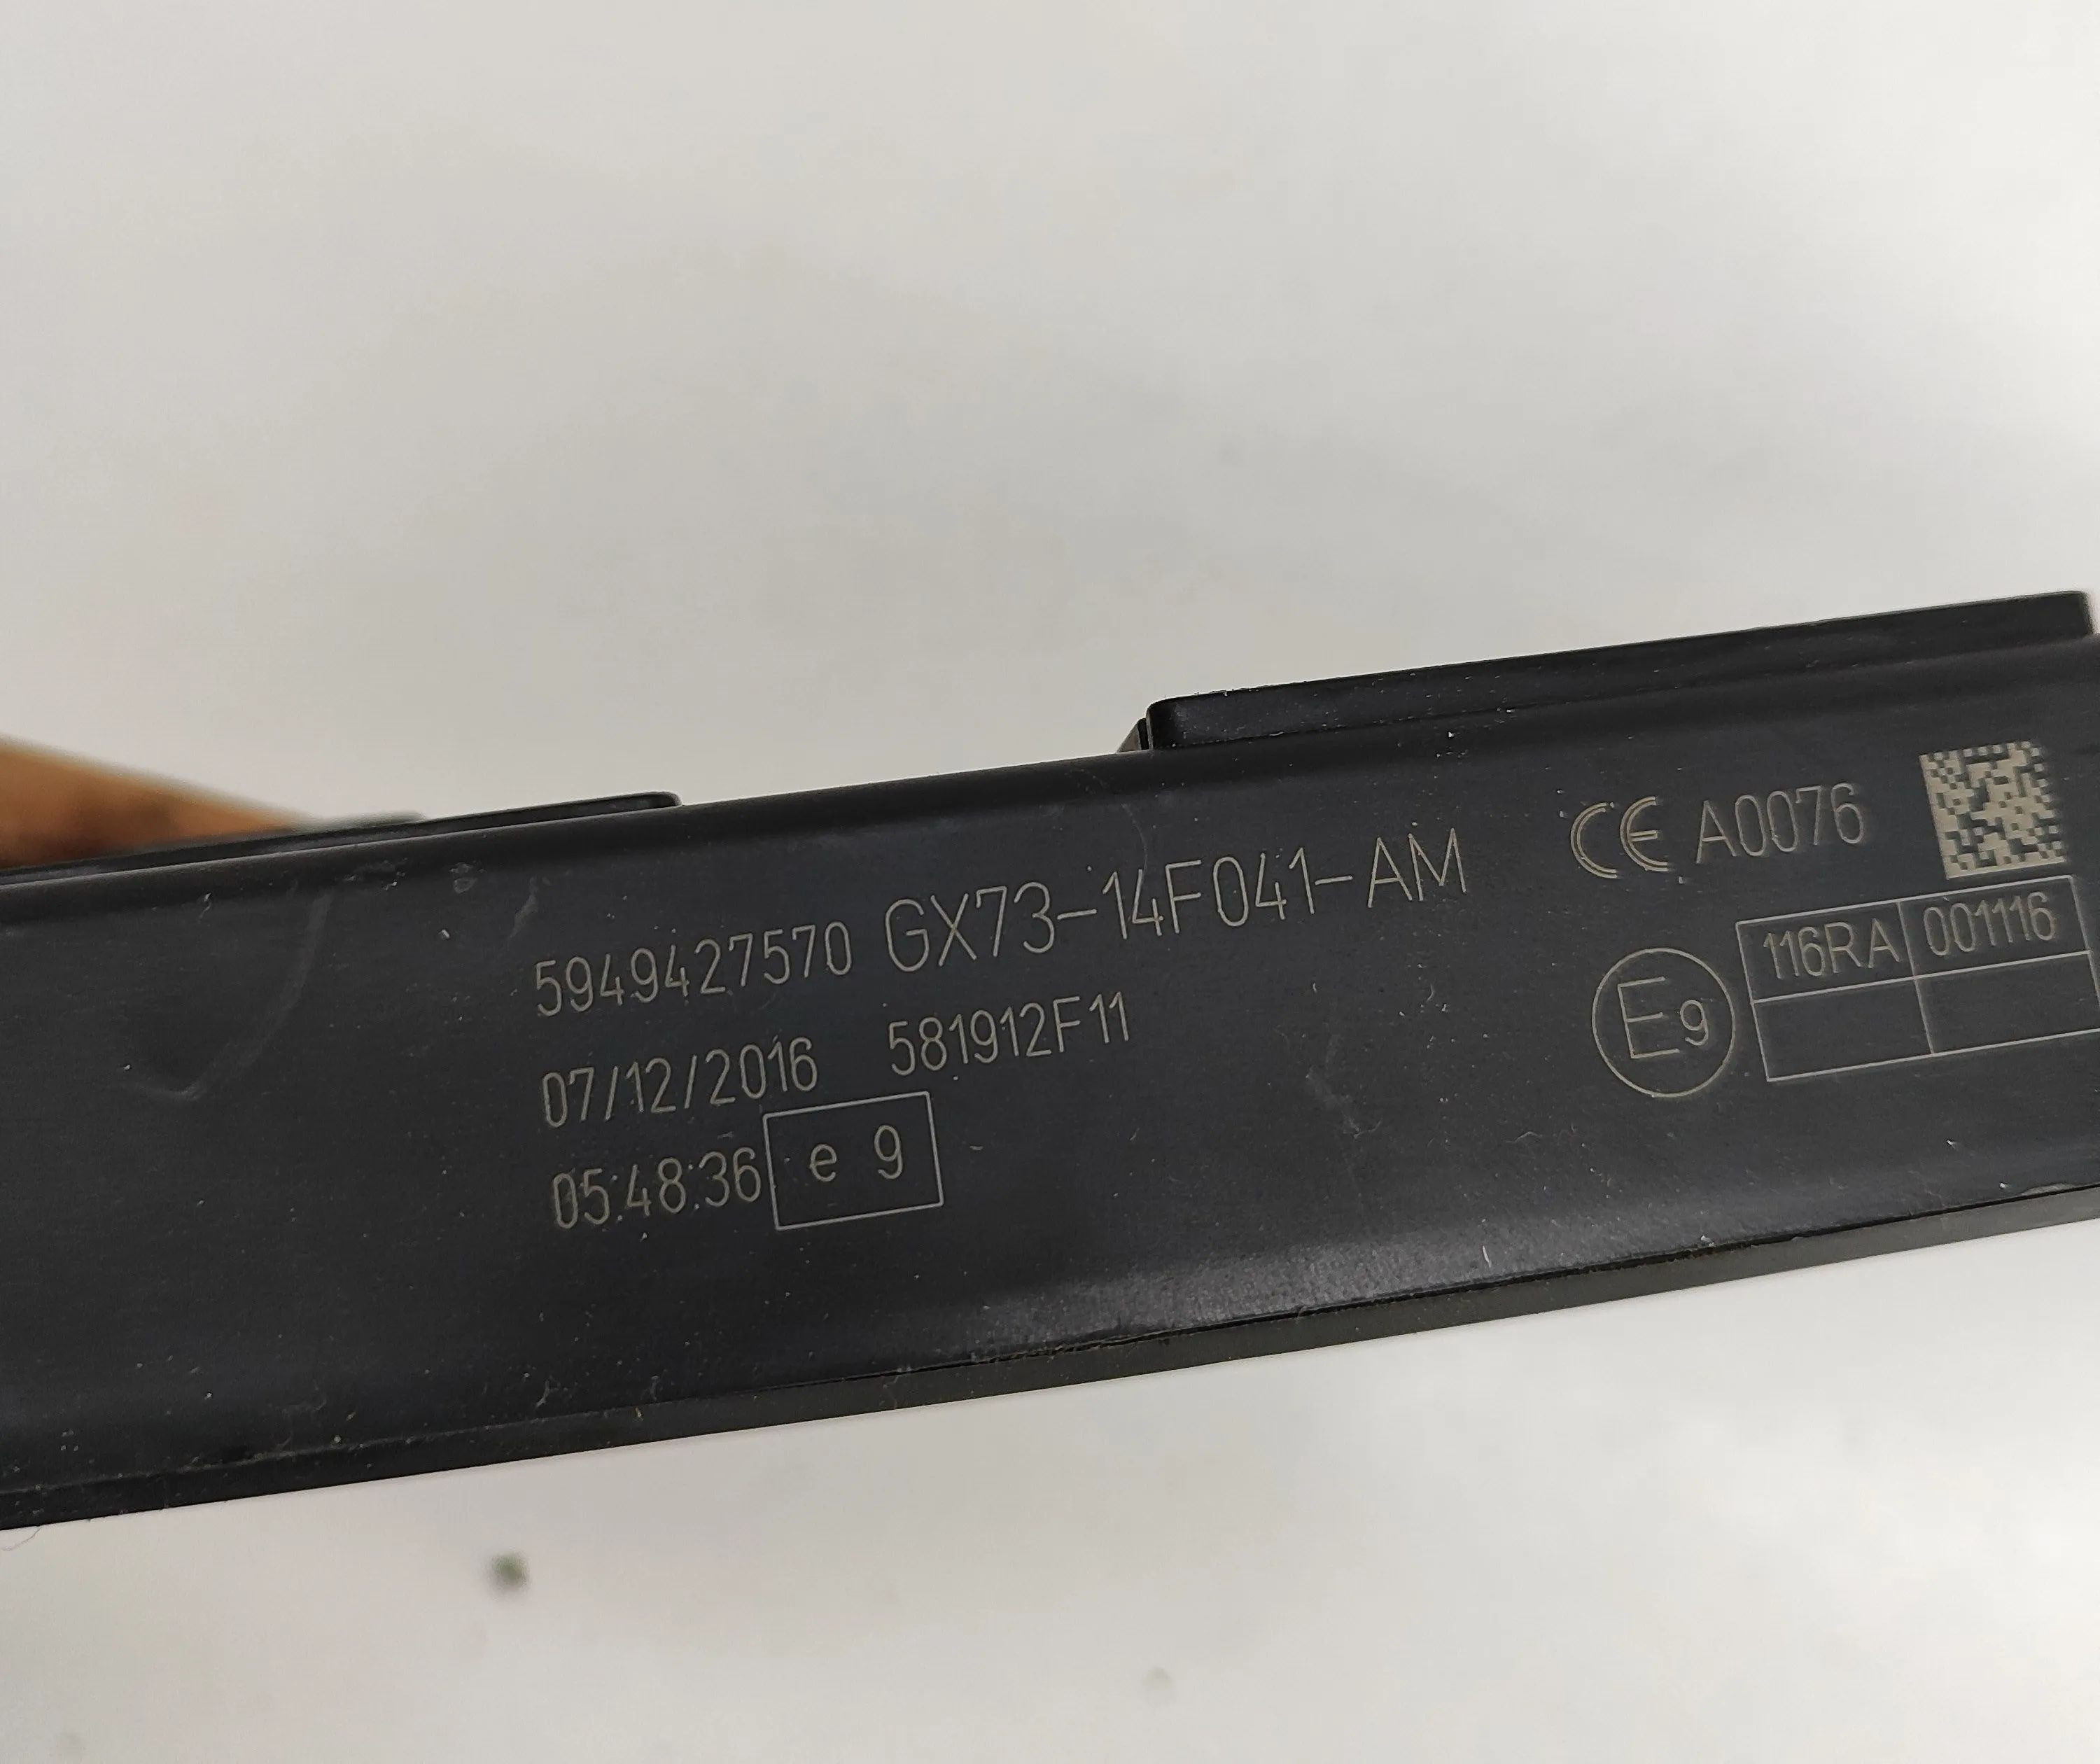 5949427570 GX73-14F041-AM CE A0076
07/12/2016 581912F11
05:48:36 e 9
E9 116RA 001116